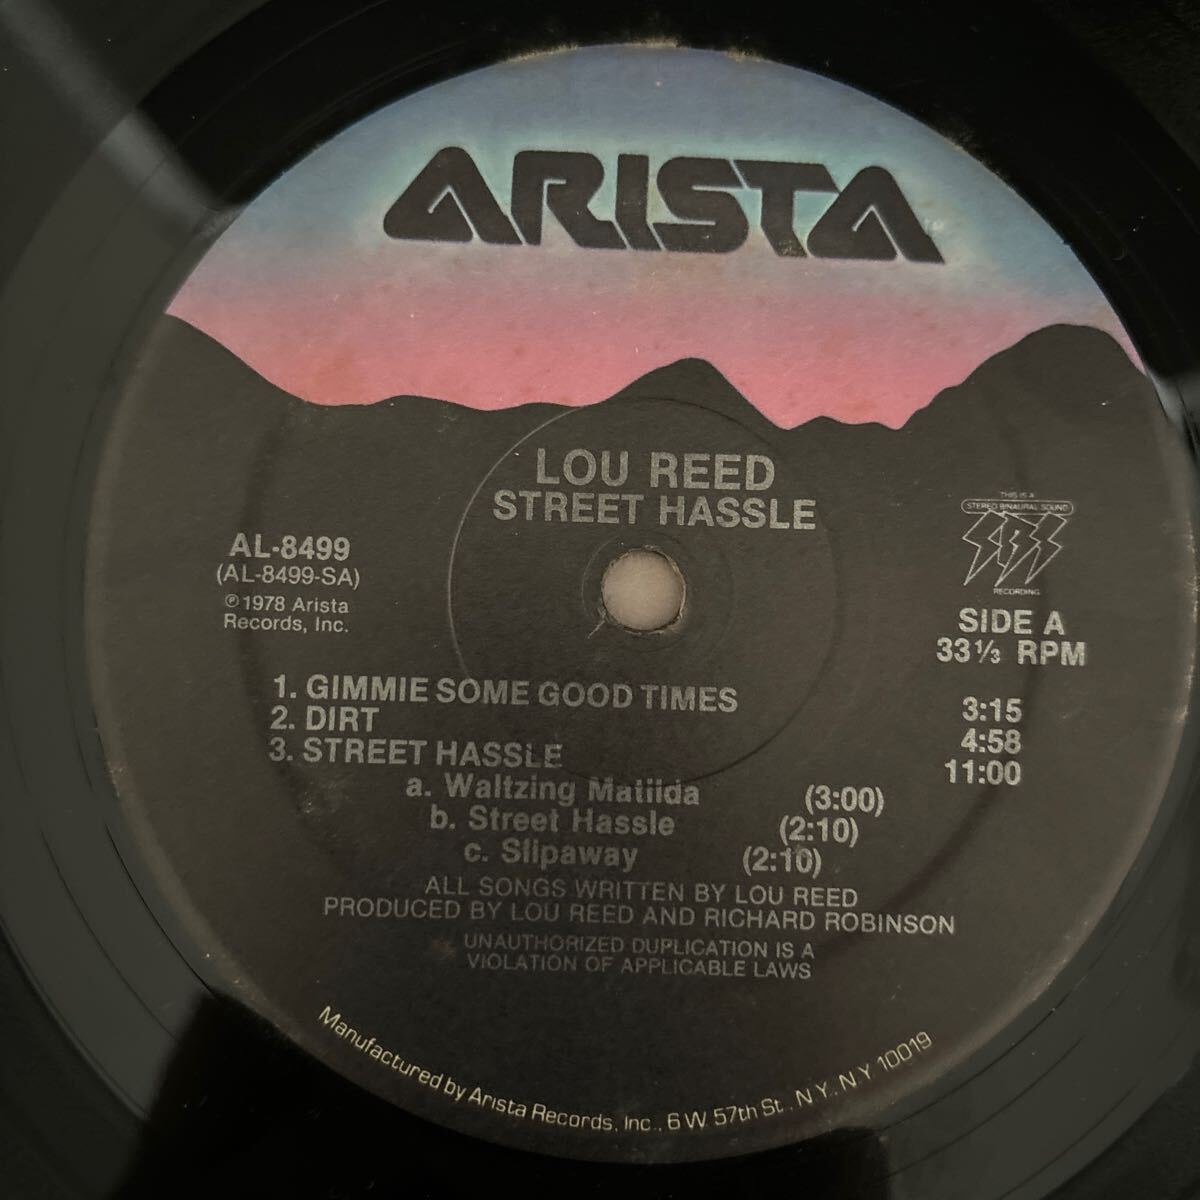 ARISTA
LOU REED
STREET HASSLE
AL-8499
(AL-8499-SA)
℗1978 Arista
Records, Inc.
THIS IS A
STEREO BINAURAL SOUND
SBS
RECORDING
SIDE A
33⅓ RPM
1. GIMMIE SOME GOOD TIMES 3:15
2. DIRT 4:58
3. STREET HASSLE 11:00
a. Waltzing Matilda (3:00)
b. Street Hassle (2:10)
c. Slipaway (2:10)
ALL SONGS WRITTEN BY LOU REED
PRODUCED BY LOU REED AND RICHARD ROBINSON
UNAUTHORIZED DUPLICATION IS A
VIOLATION OF APPLICABLE LAWS
Manufactured by Arista Records, Inc., 6 W. 57th St., N.Y., N.Y. 10019